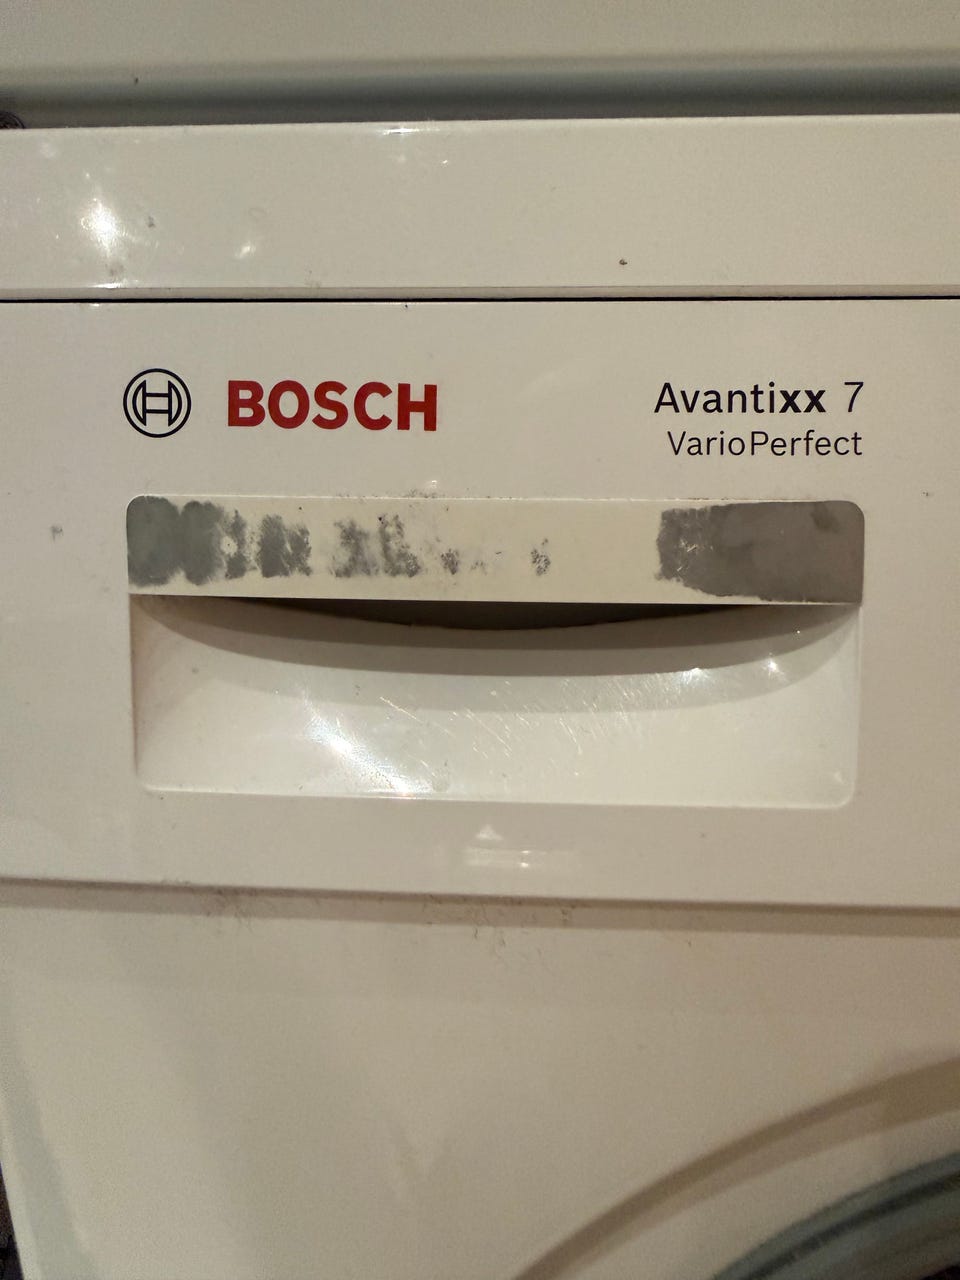 BOSCH
Avantixx 7
VarioPerfect